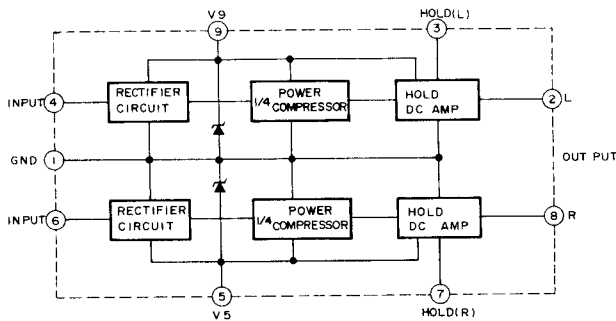 V9
HOLD(L)
9
3
RECTIFIER
CIRCUIT
1/4 POWER
COMPRESSOR
HOLD
DC AMP
INPUT 4
2 L
GND 1
OUT PUT
INPUT 6
RECTIFIER
CIRCUIT
1/4 POWER
COMPRESSOR
HOLD
DC AMP
8 R
5
7
V5
HOLD(R)